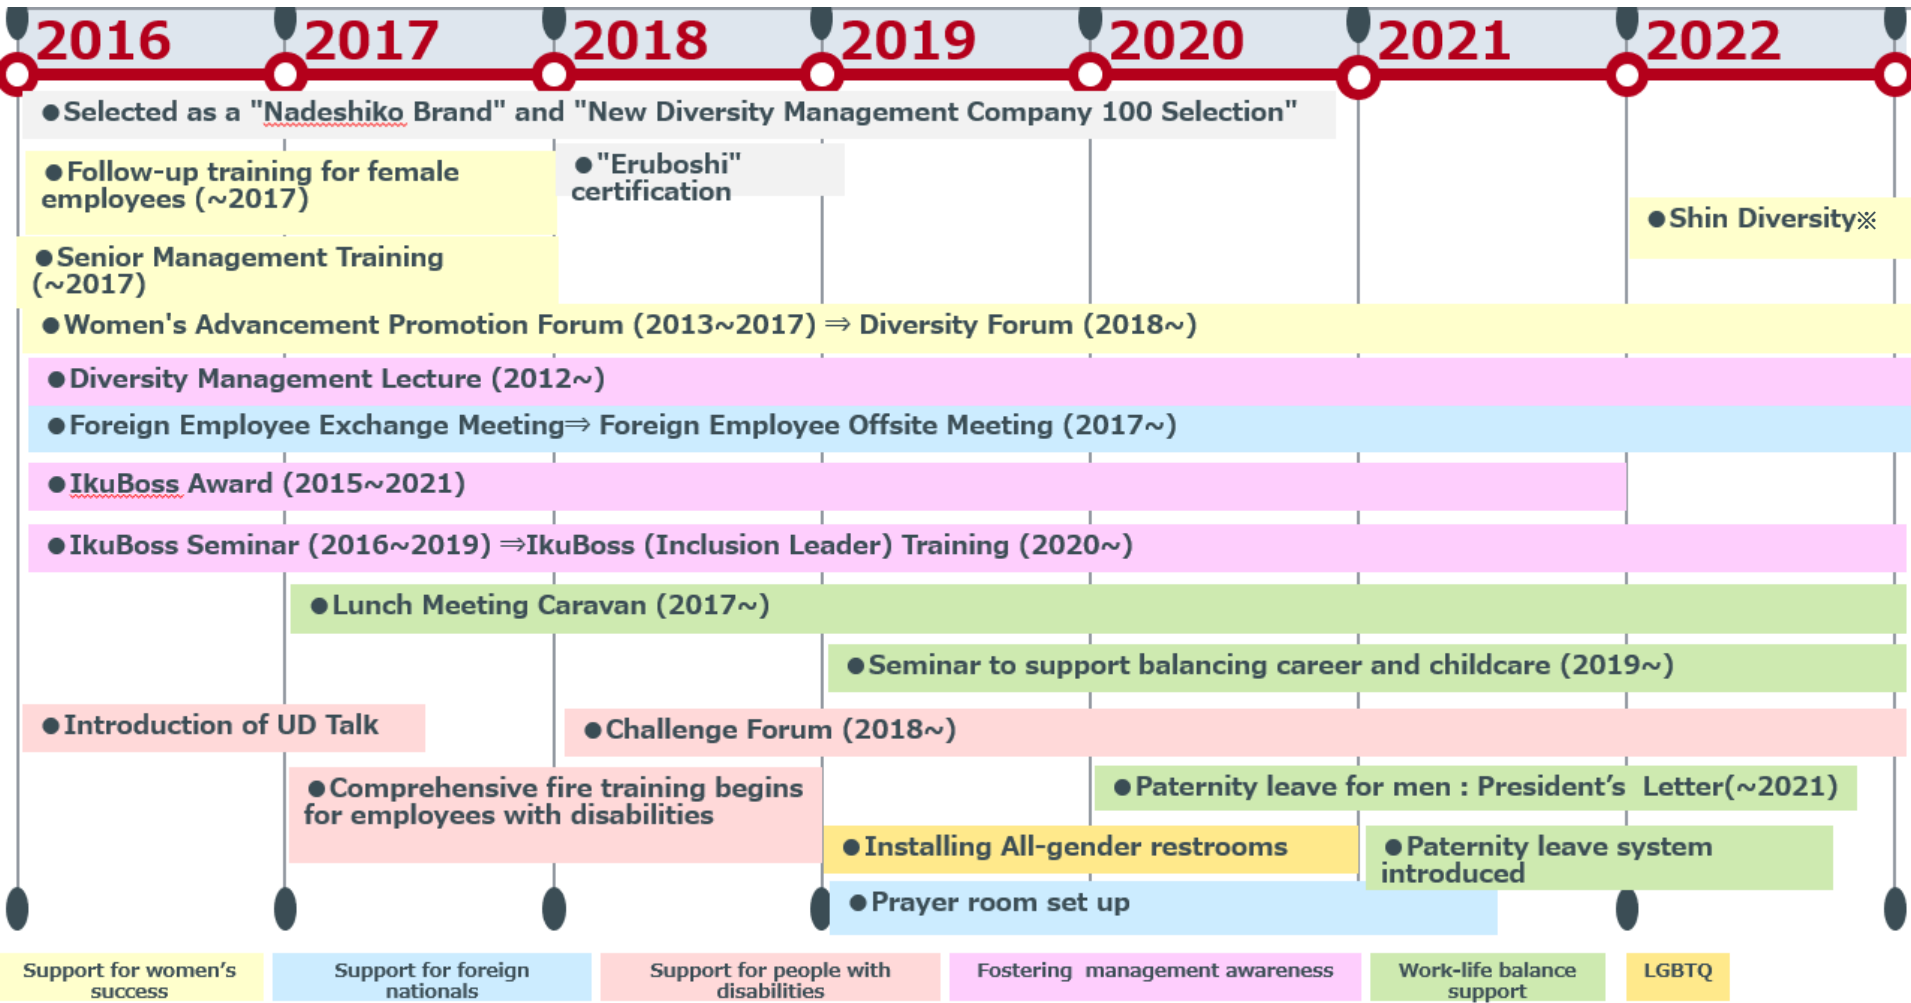 2016 2017 2018 2019 2020 2021 2022
●Selected as a "Nadeshiko Brand" and "New Diversity Management Company 100 Selection"
●Follow-up training for female
employees (~2017)
●"Eruboshi"
certification
●Shin Diversity※
●Senior Management Training
(~2017)
●Women's Advancement Promotion Forum (2013~2017) ⇒ Diversity Forum (2018~)
●Diversity Management Lecture (2012~)
●Foreign Employee Exchange Meeting⇒ Foreign Employee Offsite Meeting (2017~)
●IkuBoss Award (2015~2021)
●IkuBoss Seminar (2016~2019) ⇒IkuBoss (Inclusion Leader) Training (2020~)
●Lunch Meeting Caravan (2017~)
●Seminar to support balancing career and childcare (2019~)
●Introduction of UD Talk
●Challenge Forum (2018~)
●Comprehensive fire training begins
for employees with disabilities
●Paternity leave for men : President’s Letter(~2021)
●Installing All-gender restrooms
●Paternity leave system
introduced
●Prayer room set up
Support for women’s
success
Support for foreign
nationals
Support for people with
disabilities
Fostering management awareness
Work-life balance
support
LGBTQ